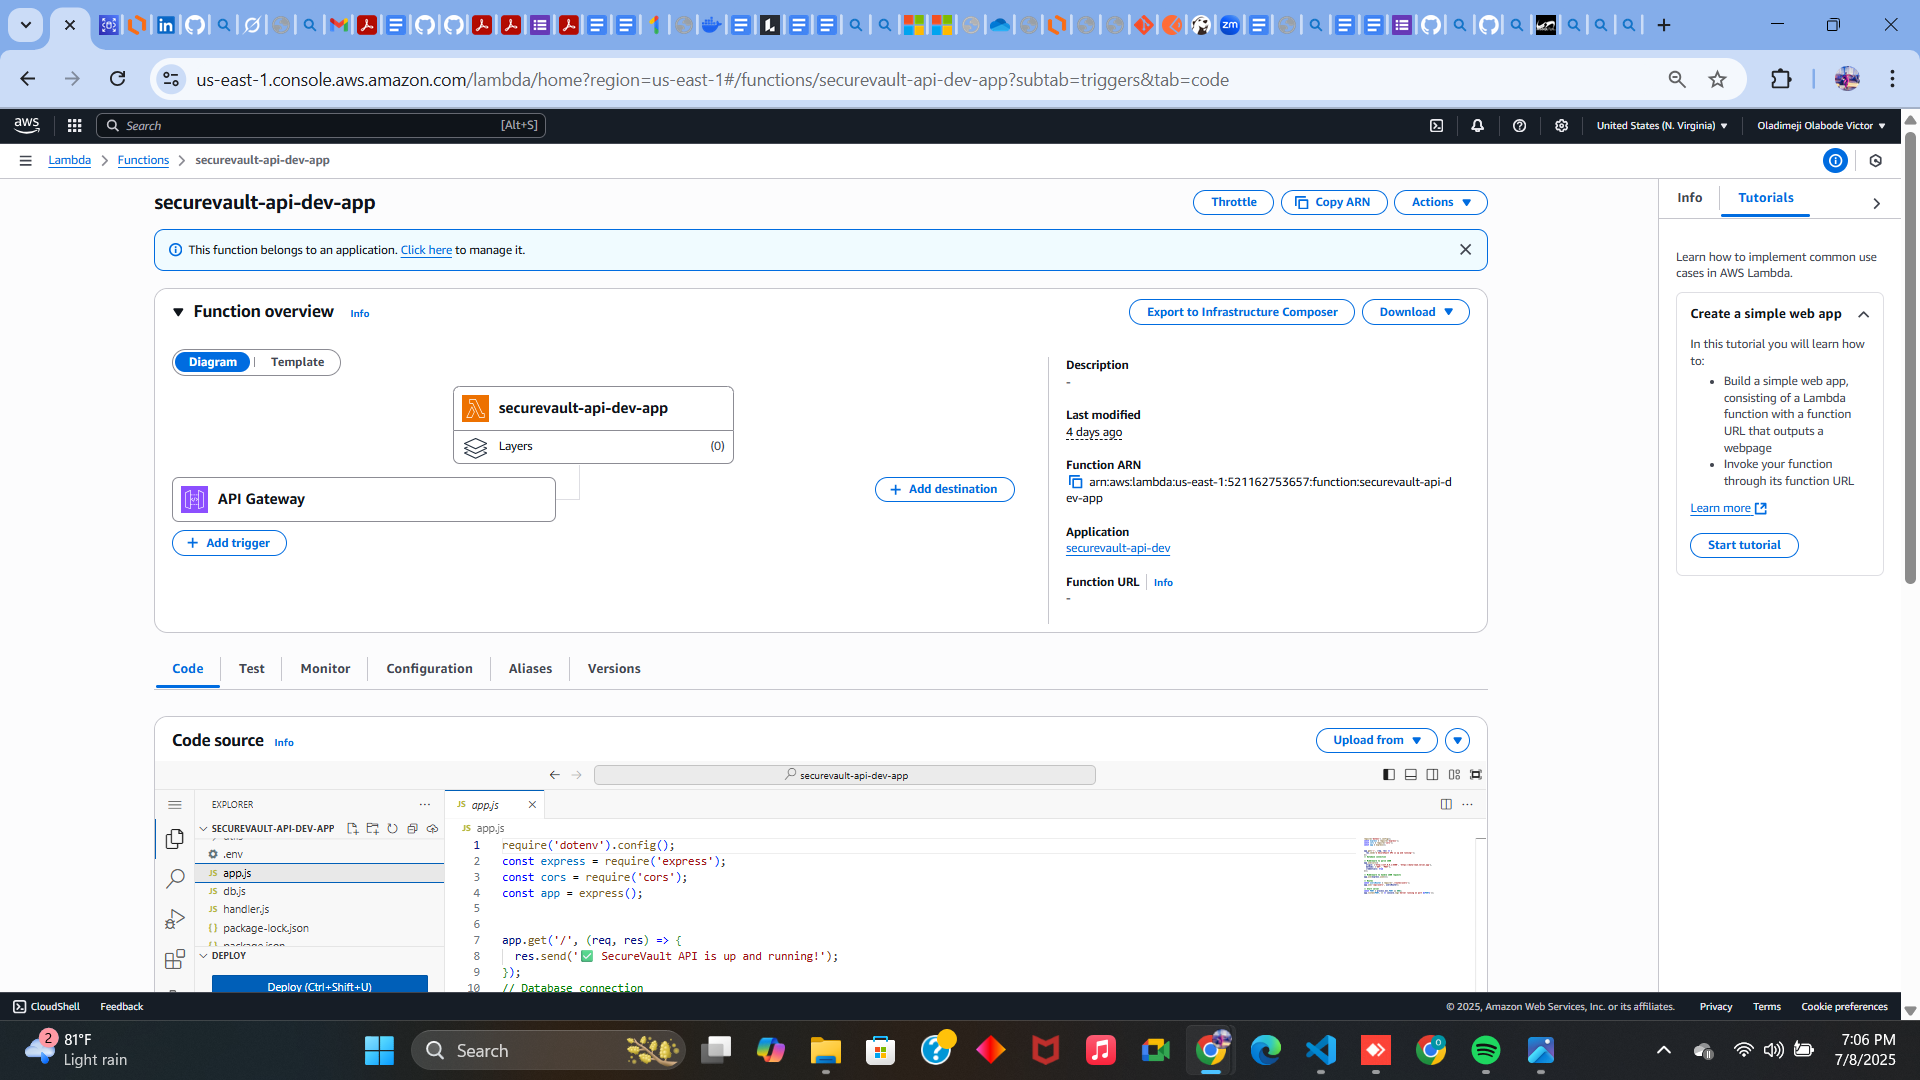 us-east-1.console.aws.amazon.com/lambda/home?region=us-east-1#/functions/securevault-api-dev-app?subtab=triggers&tab=code
aws
Search [Alt+S]
United States (N. Virginia)
Oladimeji Olabode Victor
Lambda
Functions
securevault-api-dev-app
securevault-api-dev-app
Throttle
Copy ARN
Actions
This function belongs to an application. Click here to manage it.
Function overview Info
Export to Infrastructure Composer
Download
Diagram
Template
securevault-api-dev-app
Layers (0)
API Gateway
Add trigger
Add destination
Description
-
Last modified
4 days ago
Function ARN
arn:aws:lambda:us-east-1:521162753657:function:securevault-api-d
ev-app
Application
securevault-api-dev
Function URL Info
-
Info
Tutorials
Learn how to implement common use
cases in AWS Lambda.
Create a simple web app
In this tutorial you will learn how
to:
• Build a simple web app,
consisting of a Lambda
function with a function
URL that outputs a
webpage
• Invoke your function
through its function URL
Learn more
Start tutorial
Code
Test
Monitor
Configuration
Aliases
Versions
Code source Info
Upload from
securevault-api-dev-app
EXPLORER
SECUREVAULT-API-DEV-APP
.env
JS app.js
JS db.js
JS handler.js
{} package-lock.json
{} package.json
DEPLOY
Deploy (Ctrl+Shift+U)
JS app.js
JS app.js
1 require('dotenv').config();
2 const express = require('express');
3 const cors = require('cors');
4 const app = express();
5
6
7 app.get('/', (req, res) => {
8 res.send('✅ SecureVault API is up and running!');
9 });
10 // Database connection
CloudShell
Feedback
© 2025, Amazon Web Services, Inc. or its affiliates.
Privacy
Terms
Cookie preferences
2
81°F
Light rain
Search
7:06 PM
7/8/2025